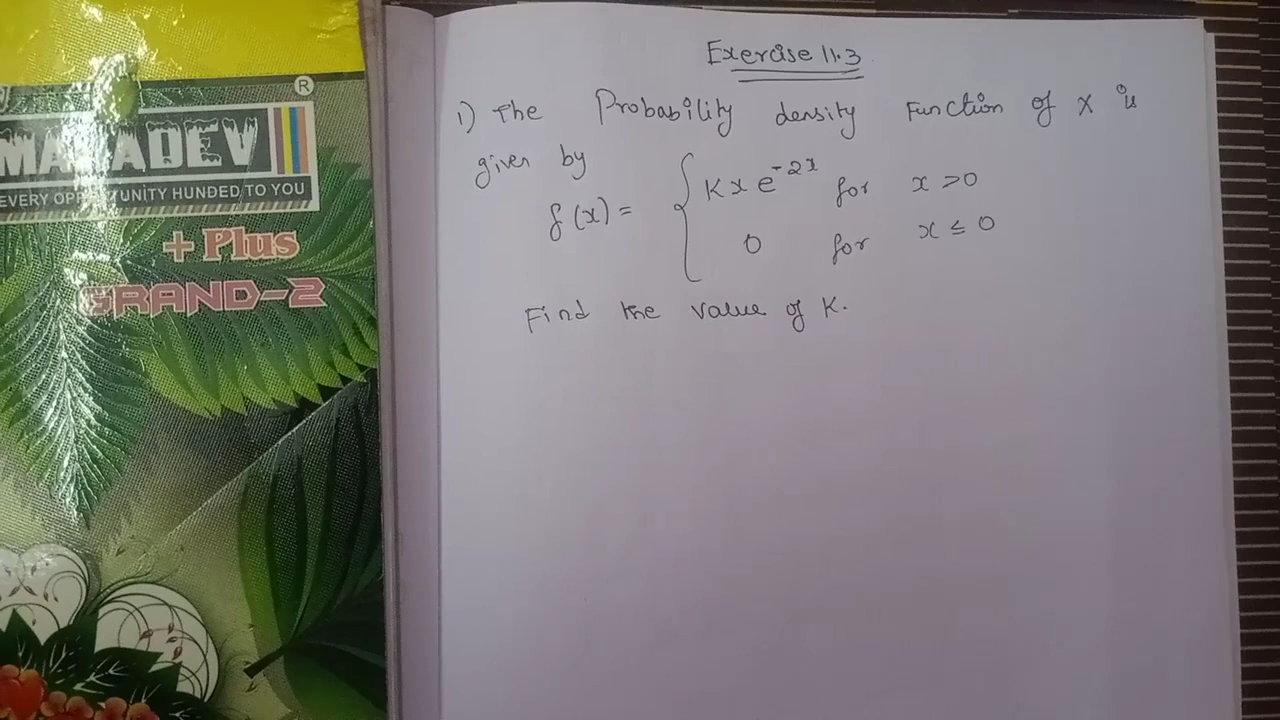 ®
MAHADEV
EVERY OPPORTUNITY HUNDED TO YOU
+ Plus
GRAND-2
Exercise 11.3
1) The Probability density Function of X is
given by
f(x) = { Kx e^-2x for x > 0
0 for x ≤ 0
Find the value of K.